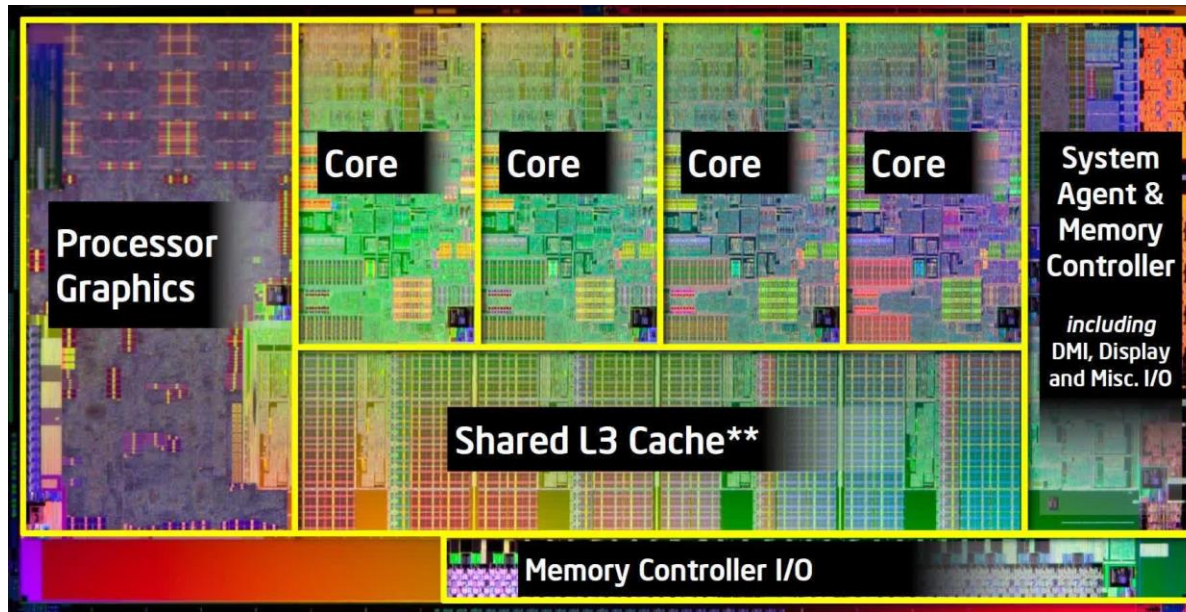 Processor
Graphics
Core
Core
Core
Core
System
Agent &
Memory
Controller
including
DMI, Display
and Misc. I/O
Shared L3 Cache**
Memory Controller I/O